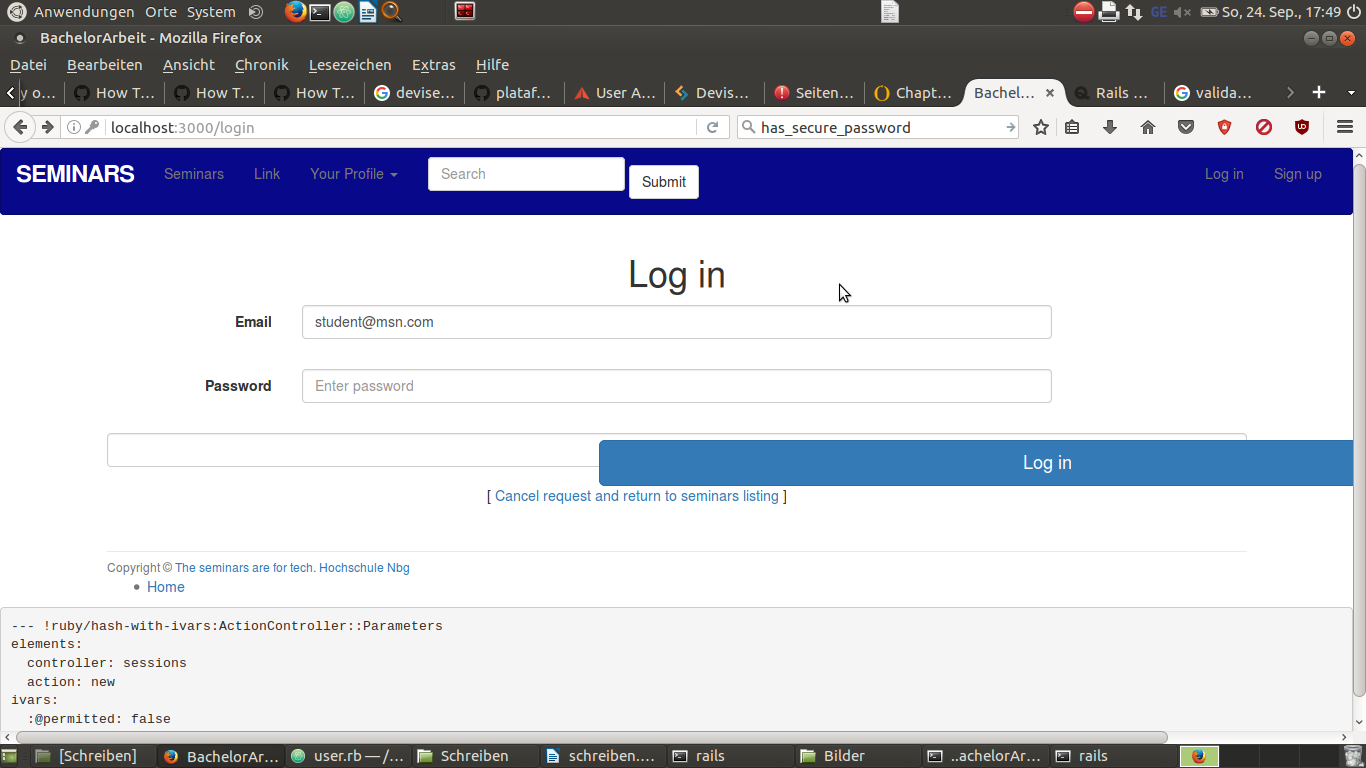 Anwendungen Orte System GE So, 24. Sep., 17:49
BachelorArbeit - Mozilla Firefox
Datei Bearbeiten Ansicht Chronik Lesezeichen Extras Hilfe
y o... How T... How T... How T... devise... plataf... User A... Devis... Seiten... Chapt... Bachel... Rails ... valida...
localhost:3000/login has_secure_password
SEMINARS Seminars Link Your Profile Search Submit Log in Sign up
Log in
Email student@msn.com
Password Enter password
Log in
[ Cancel request and return to seminars listing ]
Copyright © The seminars are for tech. Hochschule Nbg
Home
--- !ruby/hash-with-ivars:ActionController::Parameters
elements:
controller: sessions
action: new
ivars:
:@permitted: false
[Schreiben] BachelorAr... user.rb — /... Schreiben schreiben.... rails Bilder ..achelorAr... rails